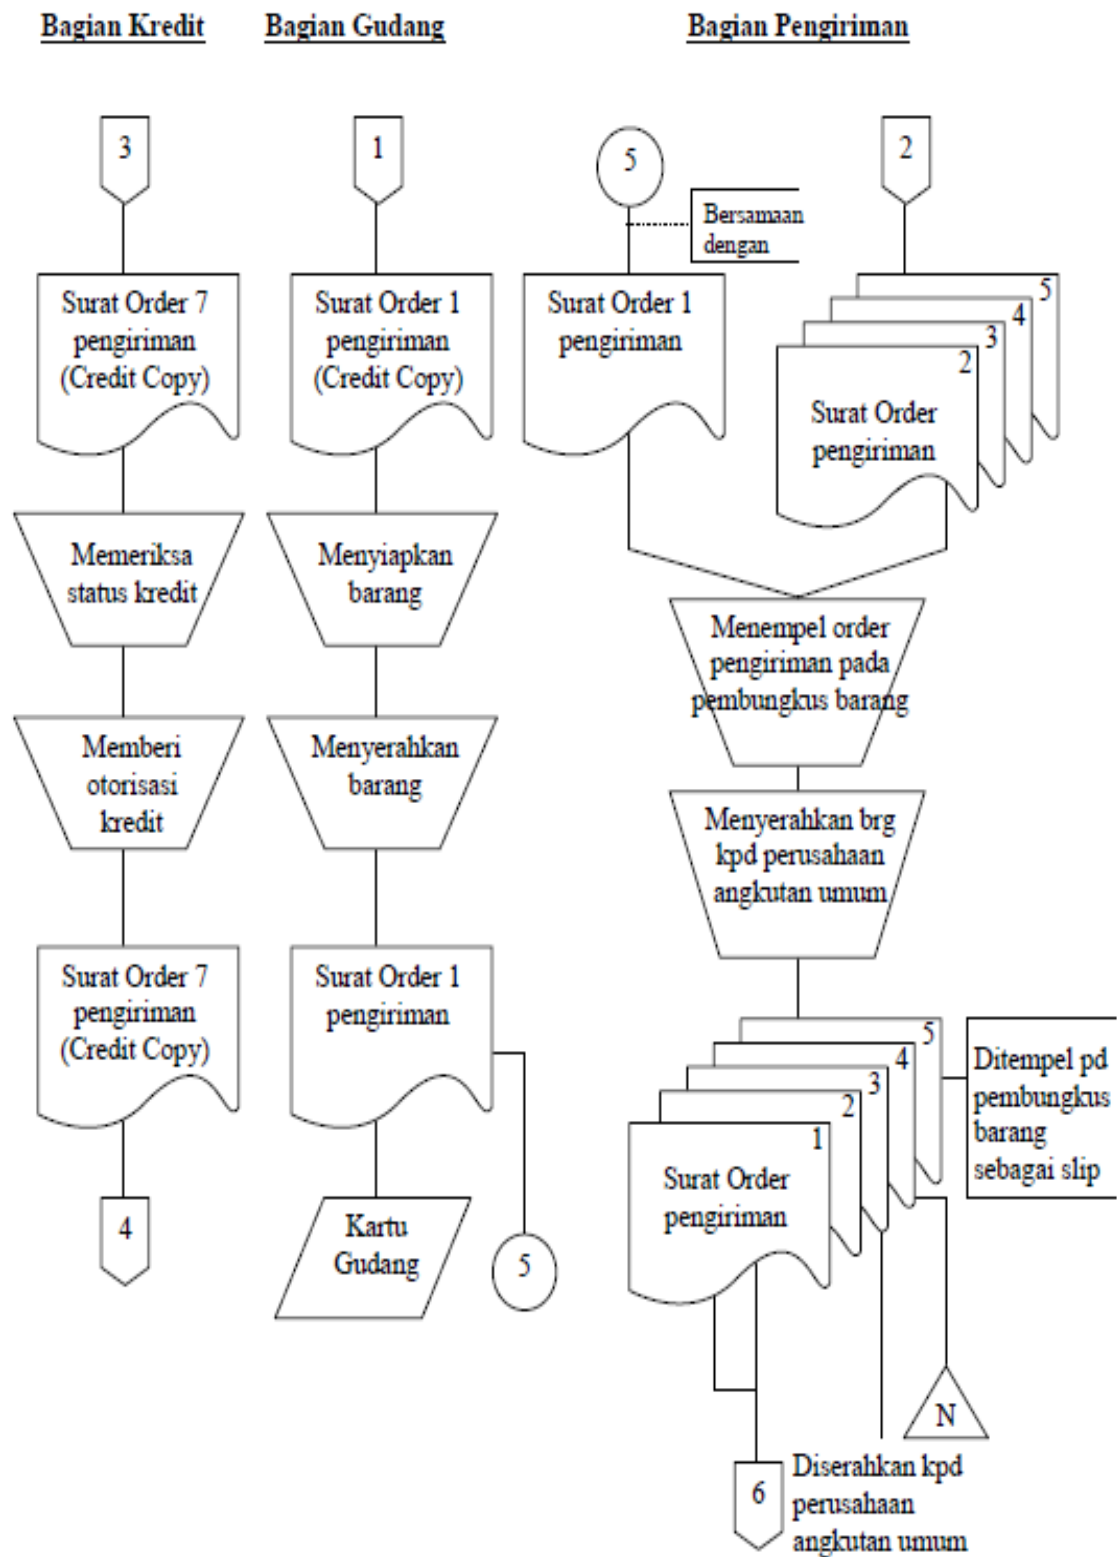 Bagian Kredit
Bagian Gudang
Bagian Pengiriman
3
1
5
2
Bersamaan
dengan
Surat Order 7
pengiriman
(Credit Copy)
Surat Order 1
pengiriman
(Credit Copy)
Surat Order 1
pengiriman
5
4
3
2
Surat Order
pengiriman
Memeriksa
status kredit
Menyiapkan
barang
Menempel order
pengiriman pada
pembungkus barang
Memberi
otorisasi
kredit
Menyerahkan
barang
Menyerahkan brg
kpd perusahaan
angkutan umum
Surat Order 7
pengiriman
(Credit Copy)
Surat Order 1
pengiriman
5
4
3
2
1
Surat Order
pengiriman
Ditempel pd
pembungkus
barang
sebagai slip
4
Kartu
Gudang
5
N
6
Diserahkan kpd
perusahaan
angkutan umum